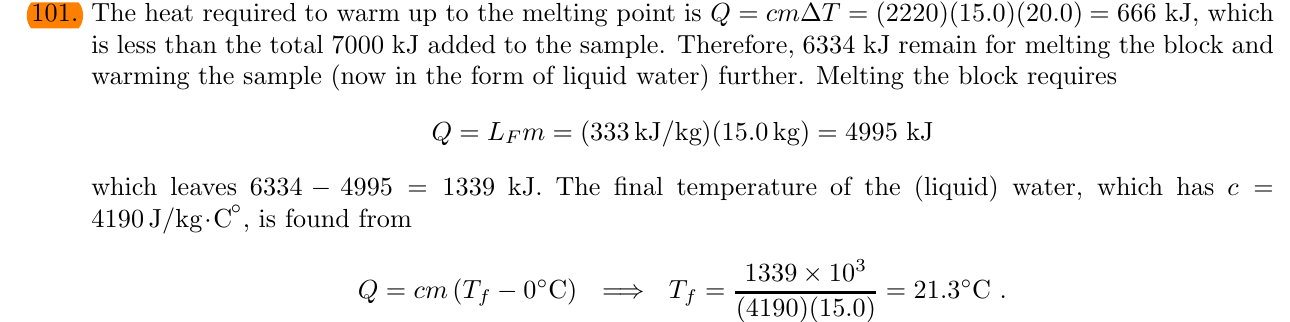 101. The heat required to warm up to the melting point is Q = cmΔT = (2220)(15.0)(20.0) = 666 kJ, which
is less than the total 7000 kJ added to the sample. Therefore, 6334 kJ remain for melting the block and
warming the sample (now in the form of liquid water) further. Melting the block requires
Q = L_F m = (333 kJ/kg)(15.0 kg) = 4995 kJ
which leaves 6334 − 4995 = 1339 kJ. The final temperature of the (liquid) water, which has c =
4190 J/kg·C°, is found from
Q = cm (T_f − 0°C) ⟹ T_f = 1339 × 10³ / (4190)(15.0) = 21.3°C .